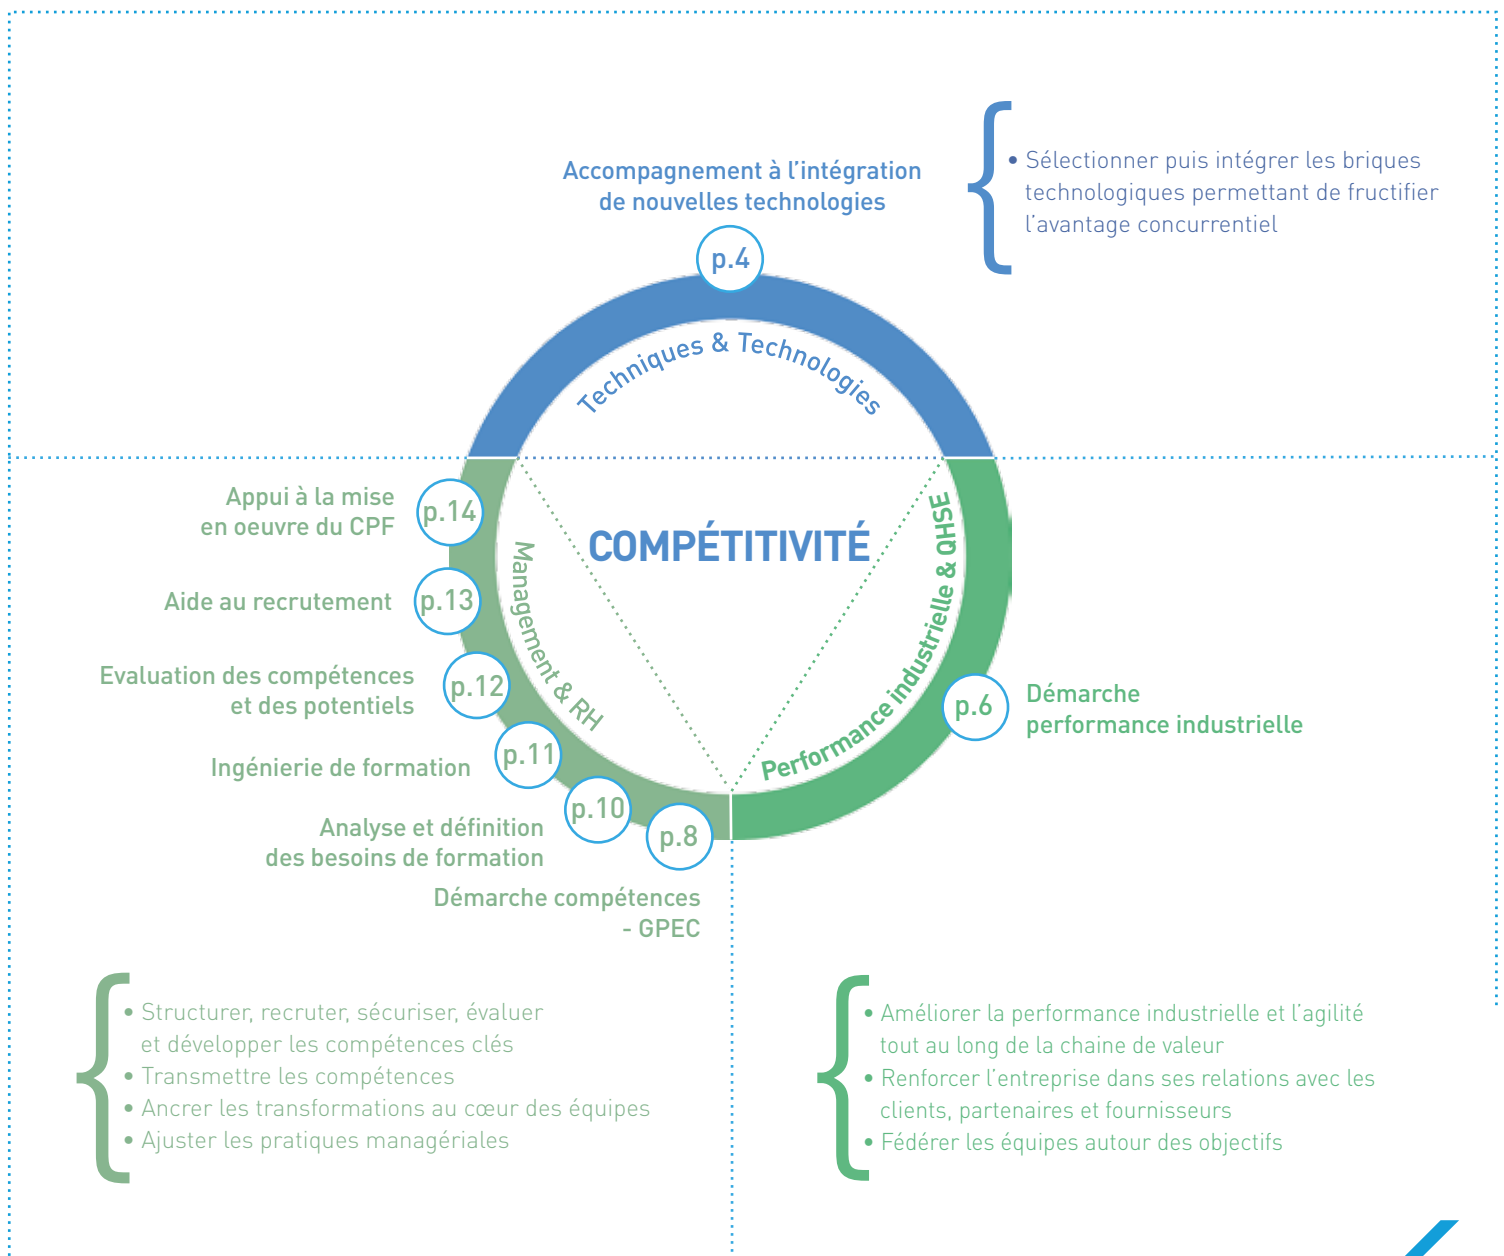 Accompagnement à l’intégration
de nouvelles technologies
• Sélectionner puis intégrer les briques
technologiques permettant de fructifier
l’avantage concurrentiel
p.4
Techniques & Technologies
COMPÉTITIVITÉ
Appui à la mise
en oeuvre du CPF
p.14
Aide au recrutement
p.13
Evaluation des compétences
et des potentiels
p.12
Ingénierie de formation
p.11
Analyse et définition
des besoins de formation
p.10
Démarche compétences
- GPEC
p.8
Management & RH
Performance industrielle & QHSE
p.6
Démarche
performance industrielle
• Structurer, recruter, sécuriser, évaluer
et développer les compétences clés
• Transmettre les compétences
• Ancrer les transformations au cœur des équipes
• Ajuster les pratiques managériales
• Améliorer la performance industrielle et l’agilité
tout au long de la chaine de valeur
• Renforcer l’entreprise dans ses relations avec les
clients, partenaires et fournisseurs
• Fédérer les équipes autour des objectifs